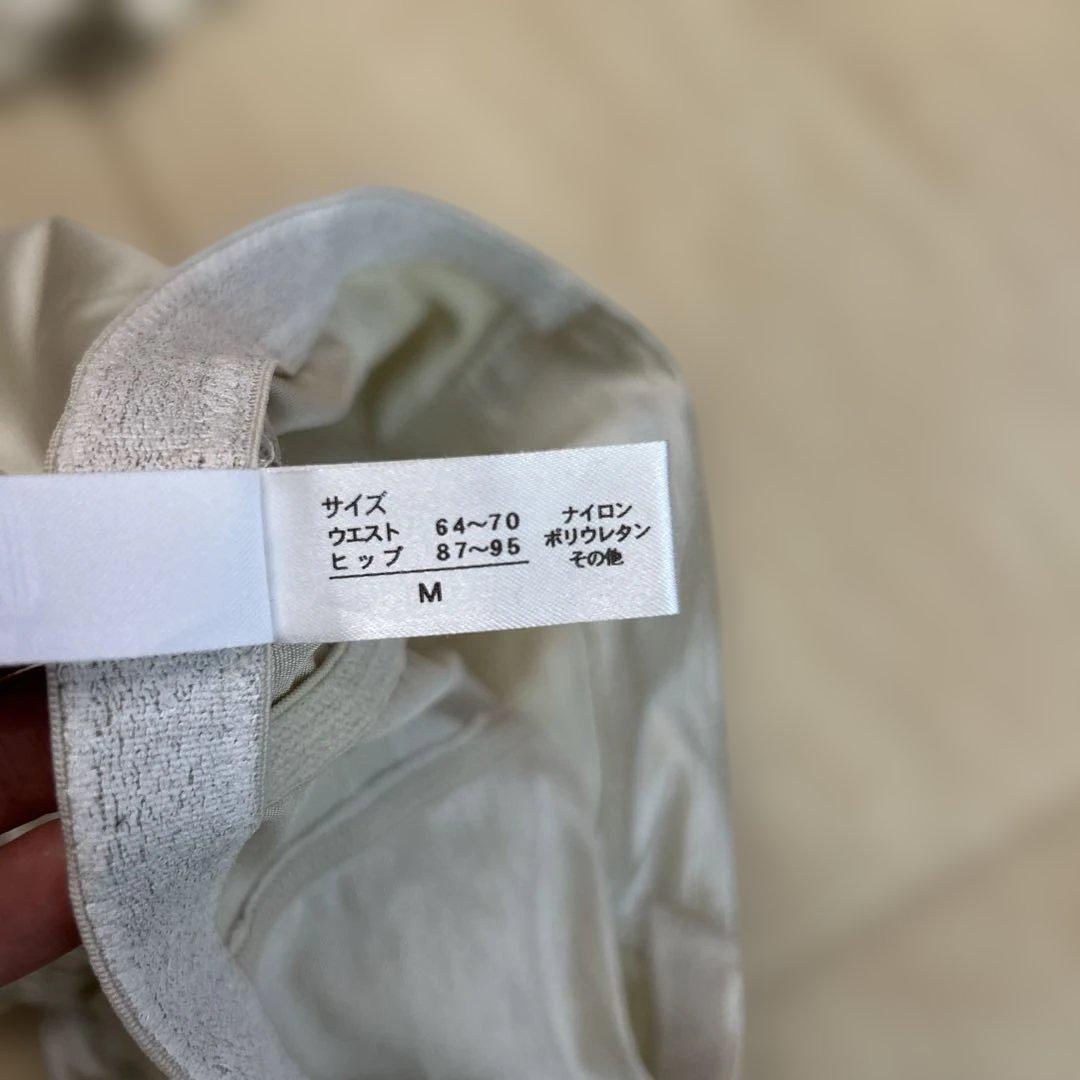 サイズ
ウエスト 64～70
ヒップ 87～95
M
ナイロン
ポリウレタン
その他